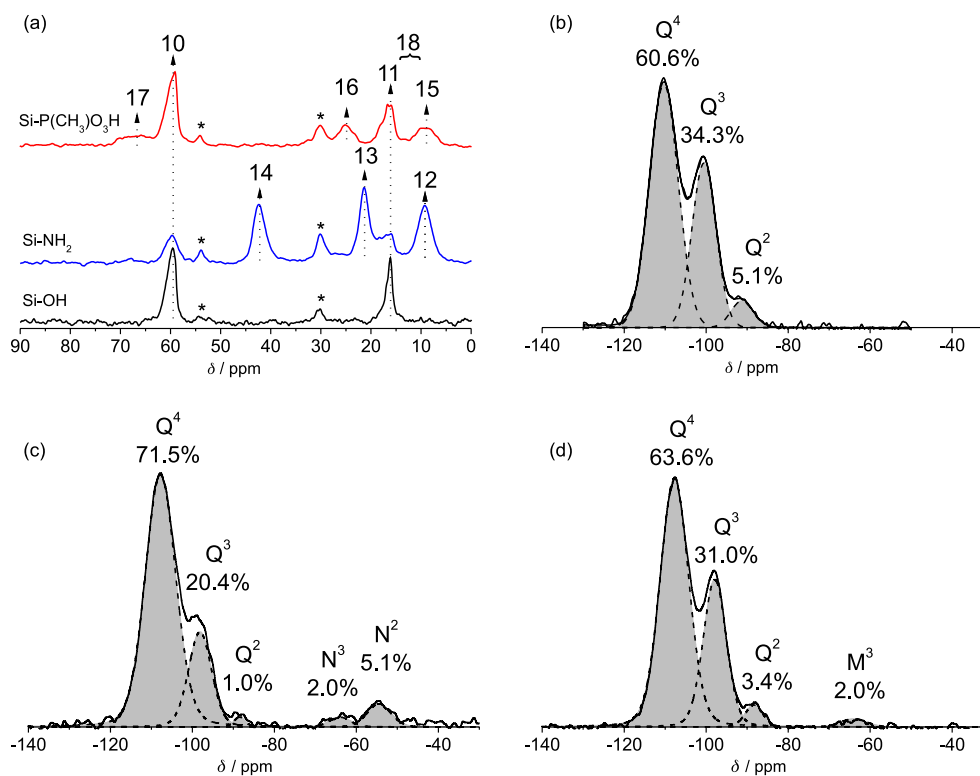 (a)
10
18
17
16
11
15
Si-P(CH₃)O₃H
*
*
14
13
12
Si-NH₂
*
*
Si-OH
*
*
90 80 70 60 50 40 30 20 10 0
δ / ppm
(b)
Q⁴
60.6%
Q³
34.3%
Q²
5.1%
-140 -120 -100 -80 -60 -40
δ / ppm
(c)
Q⁴
71.5%
Q³
20.4%
Q²
1.0%
N³
2.0%
N²
5.1%
-140 -120 -100 -80 -60 -40
δ / ppm
(d)
Q⁴
63.6%
Q³
31.0%
Q²
3.4%
M³
2.0%
-140 -120 -100 -80 -60 -40
δ / ppm